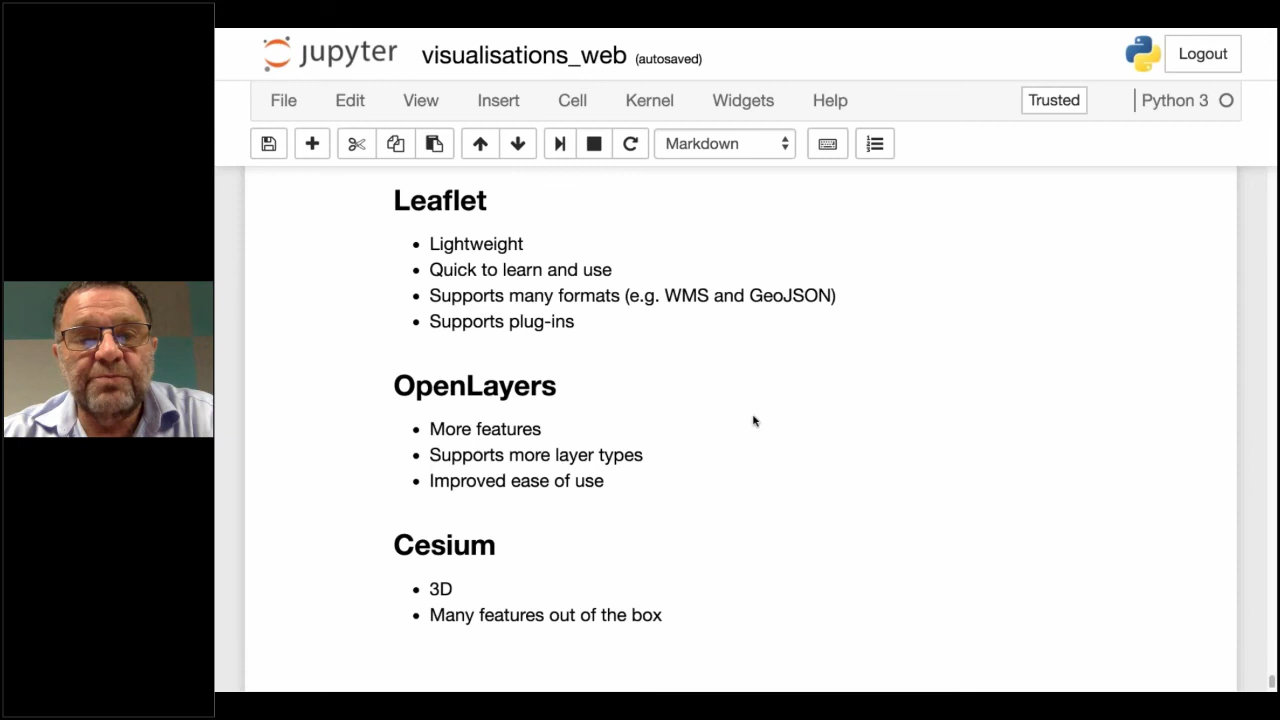 jupyter visualisations_web (autosaved) Logout
File Edit View Insert Cell Kernel Widgets Help Trusted Python 3
Markdown
Leaflet
• Lightweight
• Quick to learn and use
• Supports many formats (e.g. WMS and GeoJSON)
• Supports plug-ins
OpenLayers
• More features
• Supports more layer types
• Improved ease of use
Cesium
• 3D
• Many features out of the box